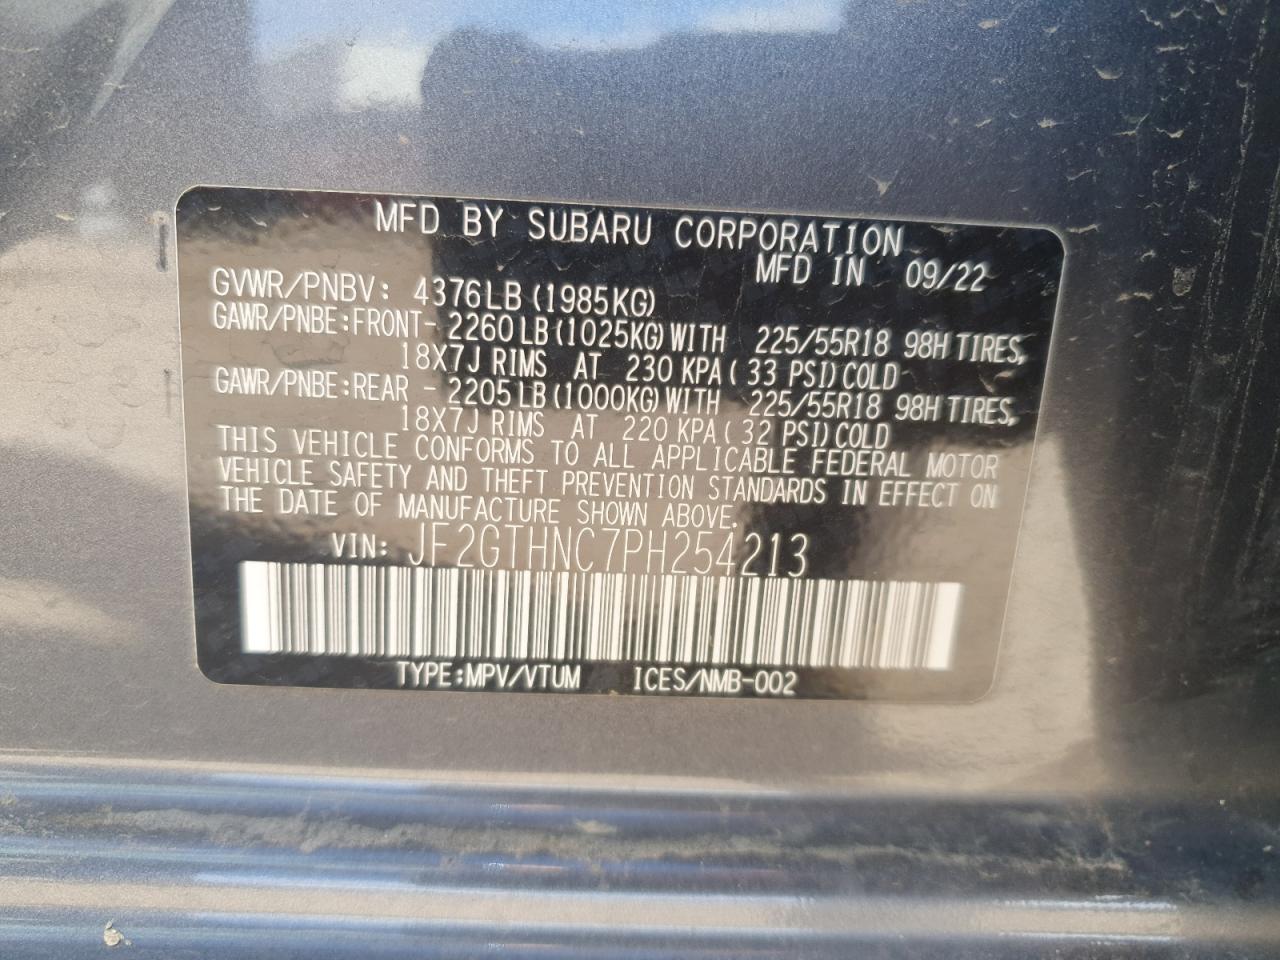 MFD BY SUBARU CORPORATION
MFD IN 09/22
GVWR/PNBV: 4376LB(1985KG)
GAWR/PNBE:FRONT- 2260LB(1025KG)WITH 225/55R18 98H TIRES,
18X7J RIMS AT 230 KPA( 33 PSI)COLD
GAWR/PNBE:REAR - 2205LB(1000KG)WITH 225/55R18 98H TIRES,
18X7J RIMS AT 220 KPA( 32 PSI)COLD
THIS VEHICLE CONFORMS TO ALL APPLICABLE FEDERAL MOTOR
VEHICLE SAFETY AND THEFT PREVENTION STANDARDS IN EFFECT ON
THE DATE OF MANUFACTURE SHOWN ABOVE.
VIN: JF2GTHNC7PH254213
TYPE:MPV/VTUM ICES/NMB-002